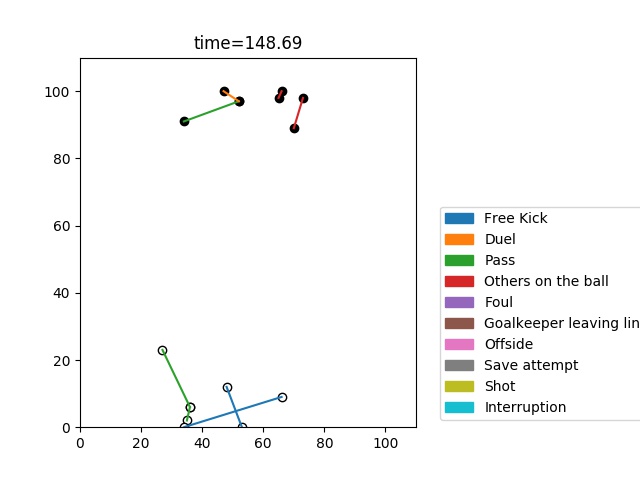 time=148.69
100
80
60
40
20
0
0 20 40 60 80 100
Free Kick
Duel
Pass
Others on the ball
Foul
Goalkeeper leaving lin
Offside
Save attempt
Shot
Interruption